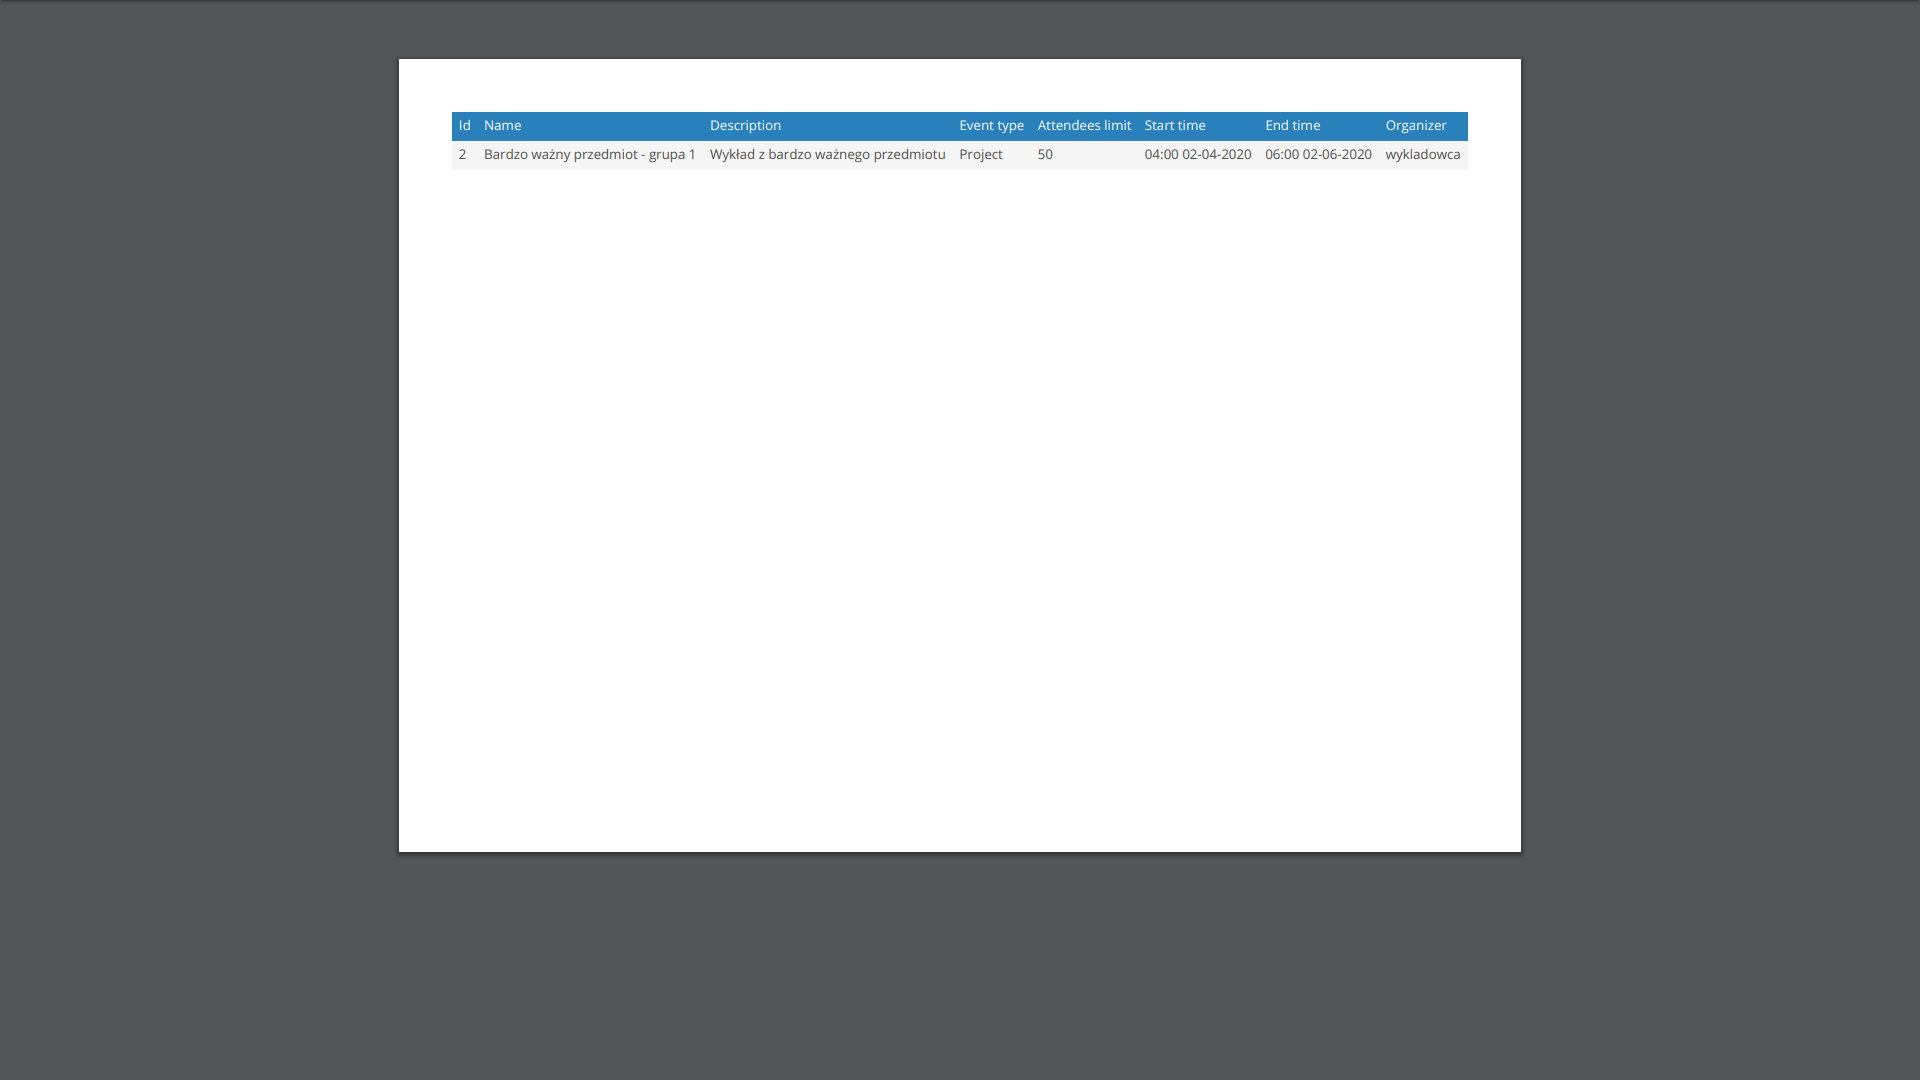 Id Name Description Event type Attendees limit Start time End time Organizer
2 Bardzo ważny przedmiot - grupa 1 Wykład z bardzo ważnego przedmiotu Project 50 04:00 02-04-2020 06:00 02-06-2020 wykladowca